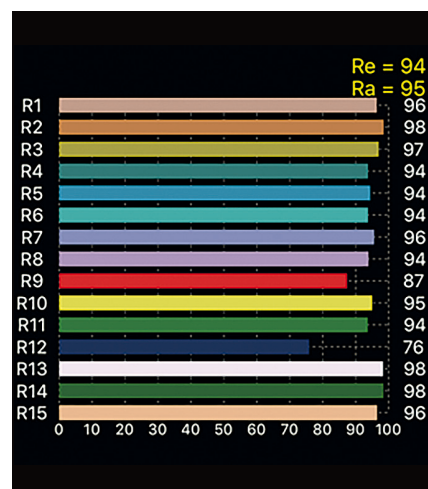 Re = 94
Ra = 95
R1 96
R2 98
R3 97
R4 94
R5 94
R6 94
R7 96
R8 94
R9 87
R10 95
R11 94
R12 76
R13 98
R14 98
R15 96
0 10 20 30 40 50 60 70 80 90 100